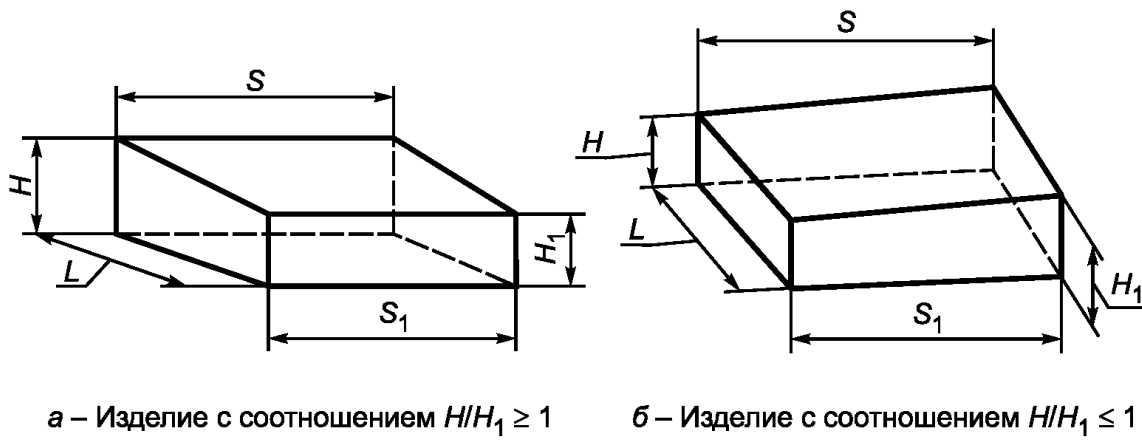 S
H
L
H₁
S₁
S
H
L
H₁
S₁
а – Изделие с соотношением H/H₁ ≥ 1
б – Изделие с соотношением H/H₁ ≤ 1